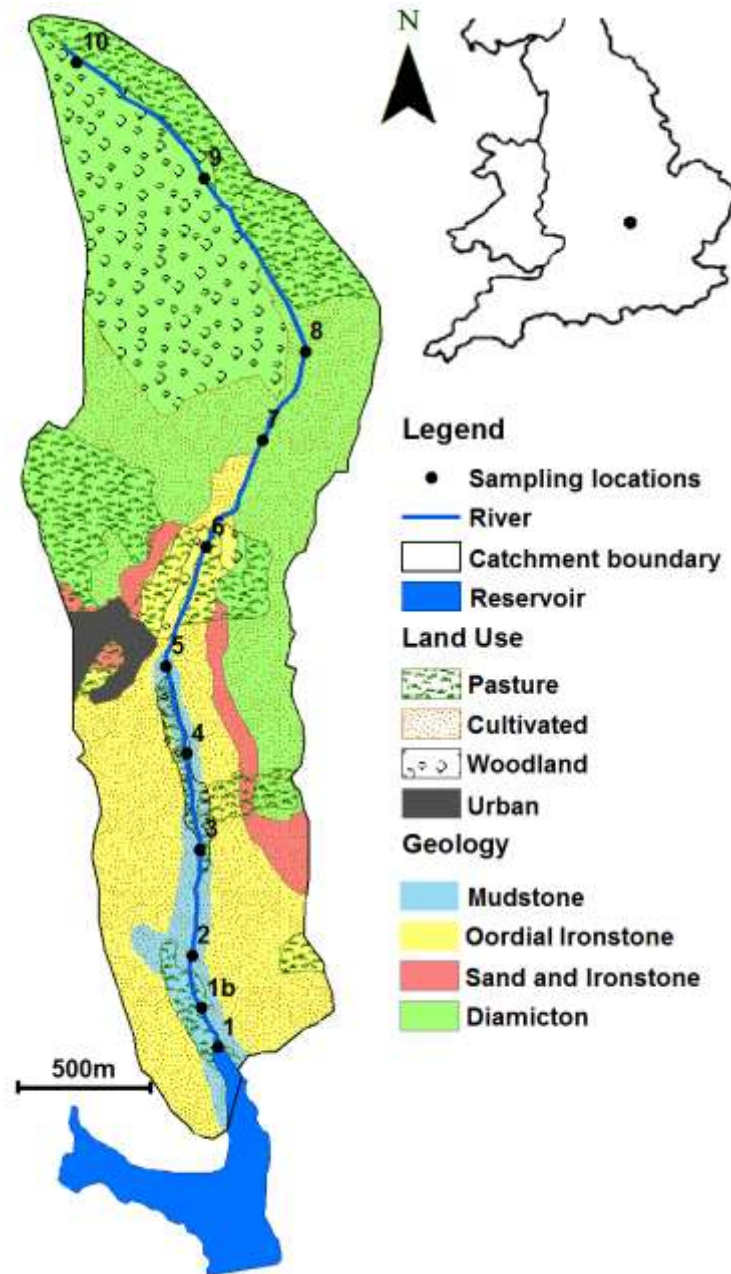 10
N
9
8
7
6
5
4
3
2
1b
1
500m
Legend
Sampling locations
River
Catchment boundary
Reservoir
Land Use
Pasture
Cultivated
Woodland
Urban
Geology
Mudstone
Oordial Ironstone
Sand and Ironstone
Diamicton